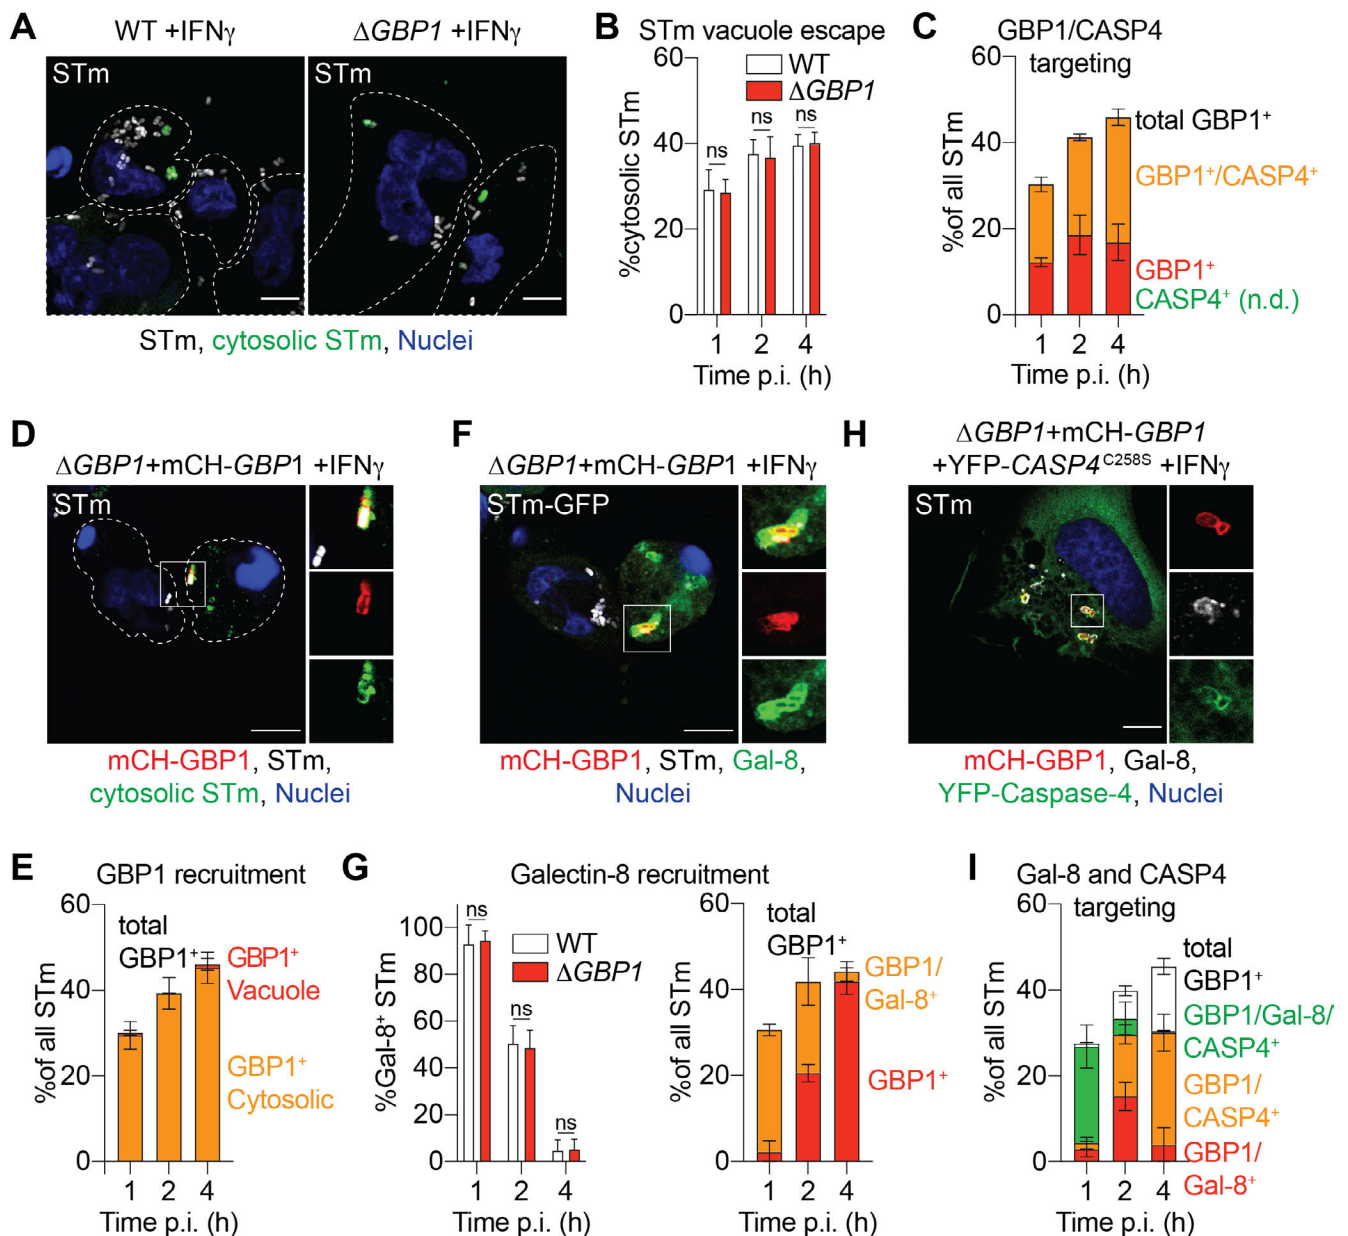 A
WT +IFNγ
ΔGBP1 +IFNγ
STm
STm
STm, cytosolic STm, Nuclei
B
STm vacuole escape
WT
ΔGBP1
ns
ns
ns
%cytosolic STm
60
40
20
0
1 2 4
Time p.i. (h)
C
GBP1/CASP4
targeting
%of all STm
60
40
20
0
total GBP1⁺
GBP1⁺/CASP4⁺
GBP1⁺
CASP4⁺ (n.d.)
1 2 4
Time p.i. (h)
D
ΔGBP1+mCH-GBP1 +IFNγ
STm
mCH-GBP1, STm,
cytosolic STm, Nuclei
F
ΔGBP1+mCH-GBP1 +IFNγ
STm-GFP
mCH-GBP1, STm, Gal-8,
Nuclei
H
ΔGBP1+mCH-GBP1
+YFP-CASP4ᶜ²⁵⁸ˢ +IFNγ
STm
mCH-GBP1, Gal-8,
YFP-Caspase-4, Nuclei
E
GBP1 recruitment
%of all STm
60
40
20
0
total
GBP1⁺
GBP1⁺
Vacuole
GBP1⁺
Cytosolic
1 2 4
Time p.i. (h)
G
Galectin-8 recruitment
%Gal-8⁺ STm
100
80
60
40
20
0
ns
ns
ns
WT
ΔGBP1
1 2 4
Time p.i. (h)
%of all STm
60
40
20
0
total
GBP1⁺
GBP1/
Gal-8⁺
GBP1⁺
1 2 4
Time p.i. (h)
I
Gal-8 and CASP4
targeting
%of all STm
60
40
20
0
total
GBP1⁺
GBP1/Gal-8/
CASP4⁺
GBP1/
CASP4⁺
GBP1/
Gal-8⁺
1 2 4
Time p.i. (h)